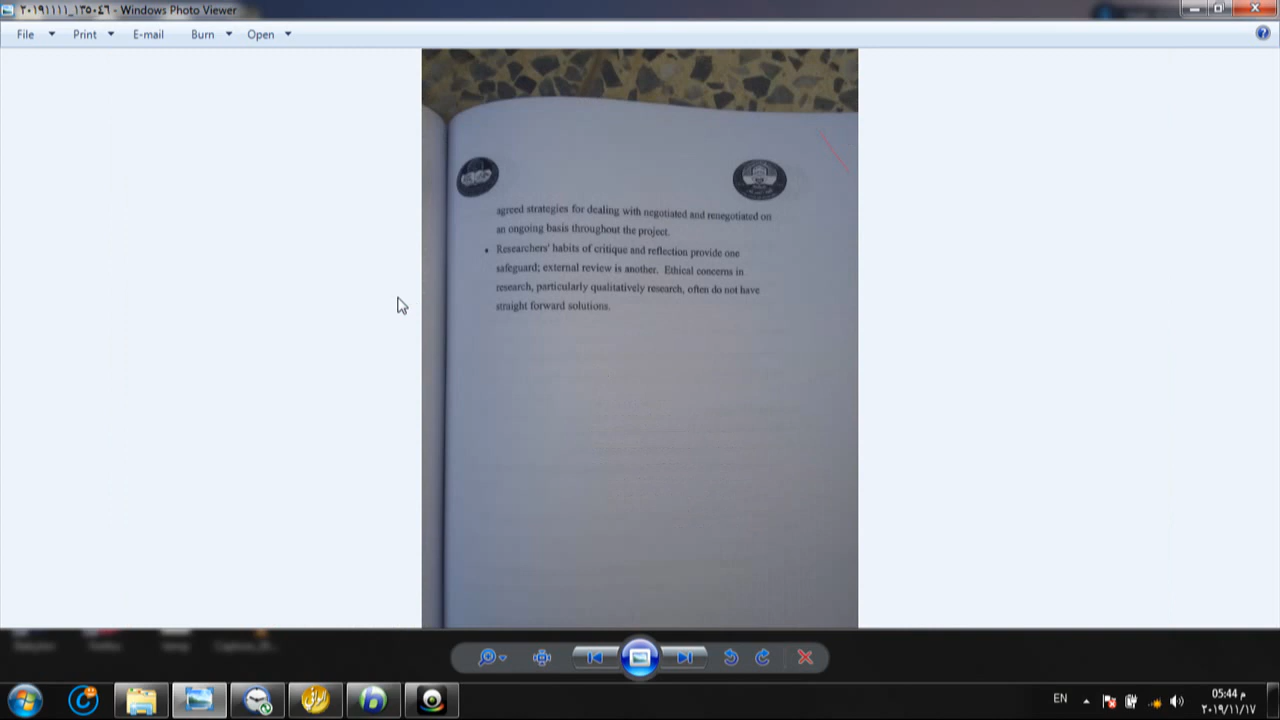 ٢٠١٩١١١١_١٣٥٠٤٦ - Windows Photo Viewer
File Print E-mail Burn Open
agreed strategies for dealing with negotiated and renegotiated on
an ongoing basis throughout the project.
• Researchers' habits of critique and reflection provide one
safeguard; external review is another. Ethical concerns in
research, particularly qualitatively research, often do not have
straight forward solutions.
الوافي
EN
05:44 م
٢٠١٩/١١/١٧